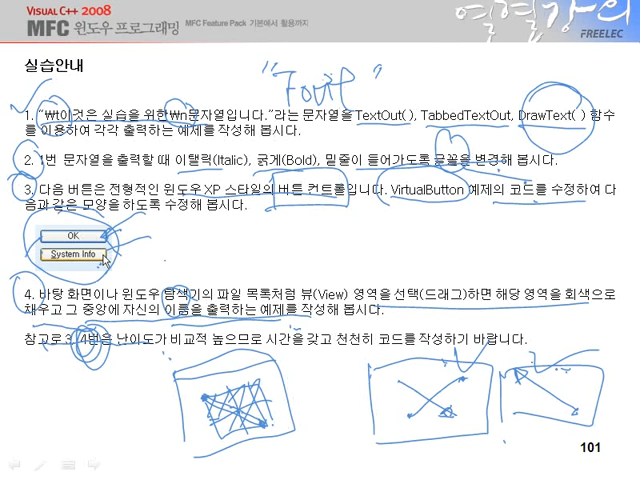 VISUAL C++ 2008
MFC 윈도우 프로그래밍 MFC Feature Pack 기본에서 활용까지
열혈강의
FREELEC
실습안내
"Font"
1. "₩t이것은 실습을 위한₩n문자열입니다."라는 문자열을 TextOut(), TabbedTextOut, DrawText( ) 함수
를 이용하여 각각 출력하는 예제를 작성해 봅시다.
2. 1번 문자열을 출력할 때 이탤릭(Italic), 굵게(Bold), 밑줄이 들어가도록 글꼴을 변경해 봅시다.
3. 다음 버튼은 전형적인 윈도우 XP 스타일의 버튼 컨트롤입니다. VirtualButton 예제의 코드를 수정하여 다
음과 같은 모양을 하도록 수정해 봅시다.
OK
System Info
4. 바탕 화면이나 윈도우 탐색기의 파일 목록처럼 뷰(View) 영역을 선택(드래그)하면 해당 영역을 회색으로
채우고 그 중앙에 자신의 이름을 출력하는 예제를 작성해 봅시다.
참고로 3, 4번은 난이도가 비교적 높으므로 시간을 갖고 천천히 코드를 작성하기 바랍니다.
101